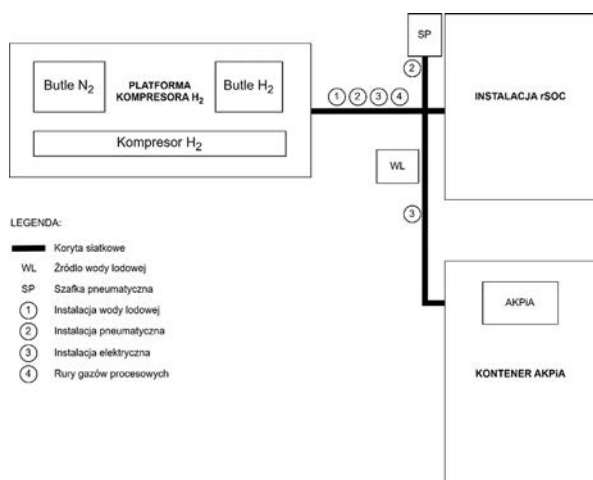 SP
Butle N2
PLATFORMA
KOMPRESORA H2
Butle H2
Kompresor H2
2
1 2 3 4
INSTALACJA rSOC
WL
3
LEGENDA:
Koryta siatkowe
WL Źródło wody lodowej
SP Szafka pneumatyczna
1 Instalacja wody lodowej
2 Instalacja pneumatyczna
3 Instalacja elektryczna
4 Rury gazów procesowych
AKPiA
KONTENER AKPiA